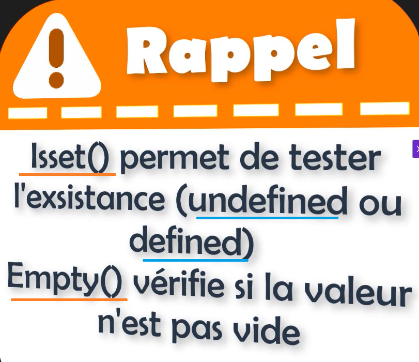 Rappel
Isset() permet de tester
l'exsistance (undefined ou
defined)
Empty() vérifie si la valeur
n'est pas vide